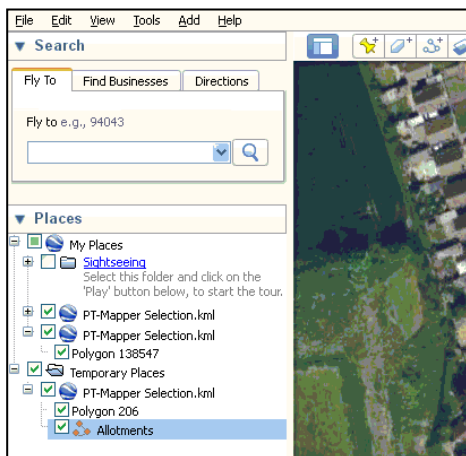 File Edit View Tools Add Help
Search
Fly To Find Businesses Directions
Fly to e.g., 94043
Places
My Places
Sightseeing
Select this folder and click on the
'Play' button below, to start the tour.
PT-Mapper Selection.kml
PT-Mapper Selection.kml
Polygon 138547
Temporary Places
PT-Mapper Selection.kml
Polygon 206
Allotments